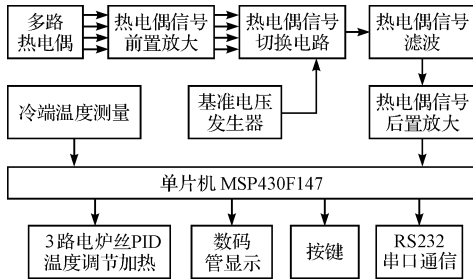 多路
热电偶
热电偶信号
前置放大
热电偶信号
切换电路
热电偶信号
滤波
冷端温度测量
基准电压
发生器
热电偶信号
后置放大
单片机 MSP430F147
3路电炉丝PID
温度调节加热
数码
管显示
按键
RS232
串口通信